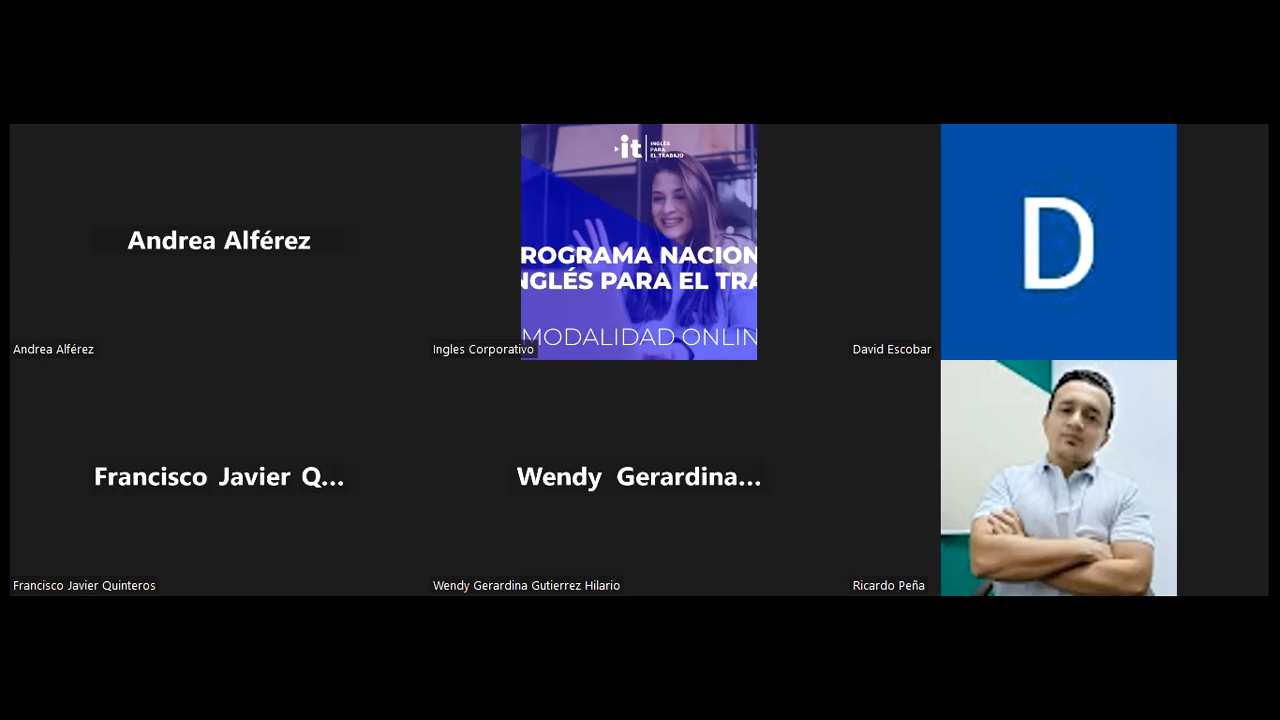 Andrea Alférez
Andrea Alférez
it
INGLÉS
PARA
EL TRABAJO
ROGRAMA NACION
NGLÉS PARA EL TRA
MODALIDAD ONLIN
Ingles Corporativo
D
David Escobar
Francisco Javier Q...
Francisco Javier Quinteros
Wendy Gerardina...
Wendy Gerardina Gutierrez Hilario
Ricardo Peña